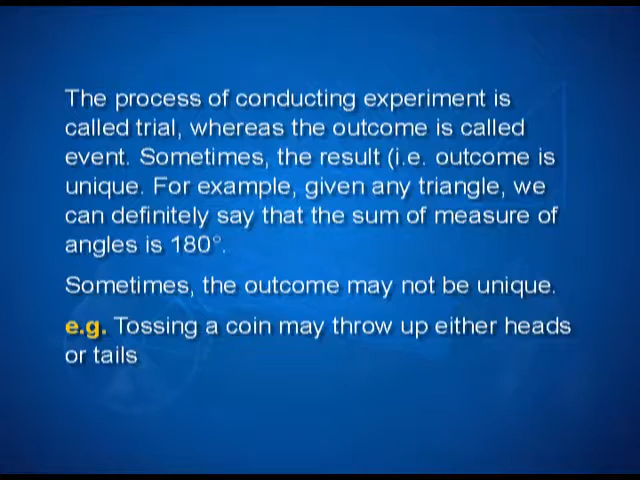 The process of conducting experiment is
called trial, whereas the outcome is called
event. Sometimes, the result (i.e. outcome is
unique. For example, given any triangle, we
can definitely say that the sum of measure of
angles is 180°.
Sometimes, the outcome may not be unique.
e.g. Tossing a coin may throw up either heads
or tails